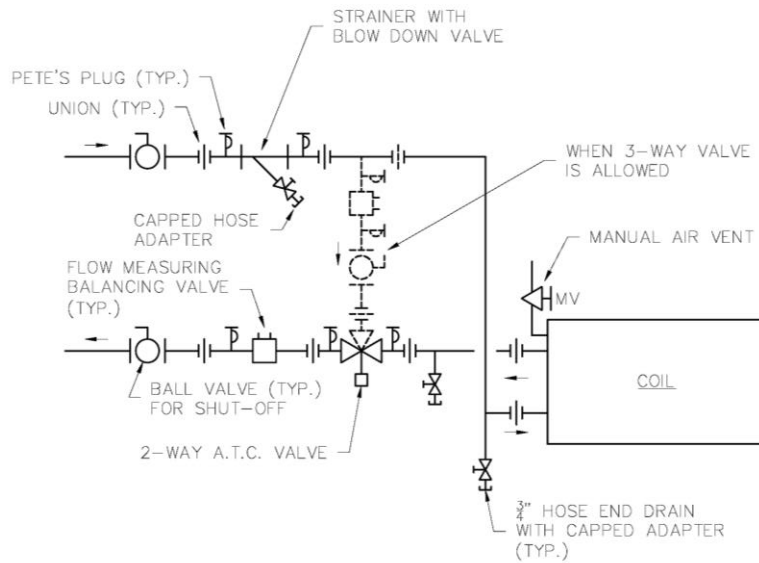 STRAINER WITH
BLOW DOWN VALVE
PETE'S PLUG (TYP.)
UNION (TYP.)
WHEN 3-WAY VALVE
IS ALLOWED
CAPPED HOSE
ADAPTER
MANUAL AIR VENT
FLOW MEASURING
BALANCING VALVE
(TYP.)
MV
COIL
BALL VALVE (TYP.)
FOR SHUT-OFF
2-WAY A.T.C. VALVE
3/4" HOSE END DRAIN
WITH CAPPED ADAPTER
(TYP.)